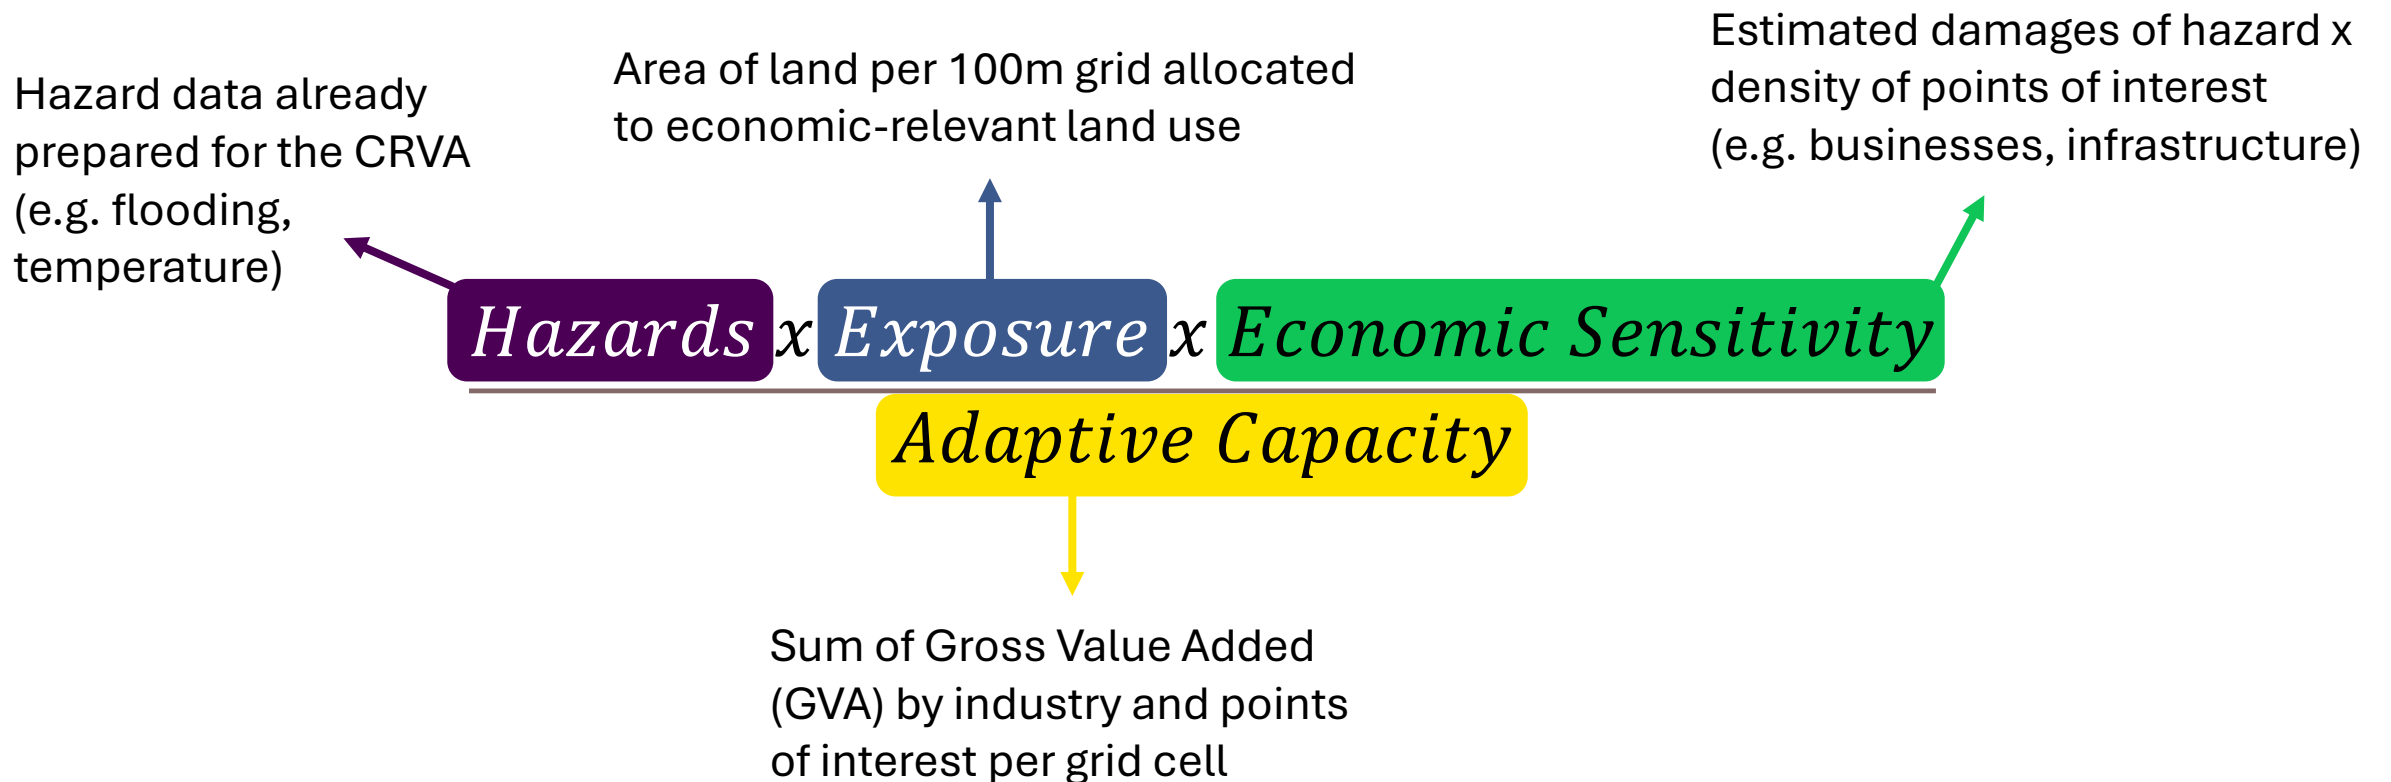 Hazard data already
prepared for the CRVA
(e.g. flooding,
temperature)
Area of land per 100m grid allocated
to economic-relevant land use
Estimated damages of hazard x
density of points of interest
(e.g. businesses, infrastructure)
Hazards x Exposure x Economic Sensitivity
Adaptive Capacity
Sum of Gross Value Added
(GVA) by industry and points
of interest per grid cell